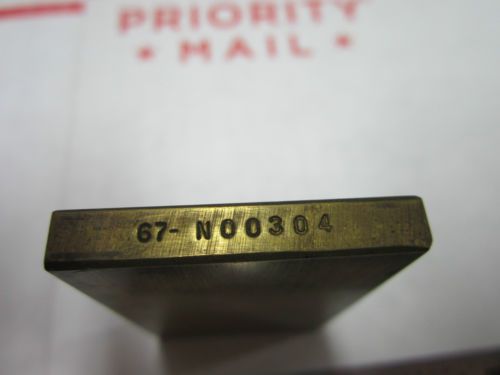 PRIORITY
* MAIL *
67- N00304